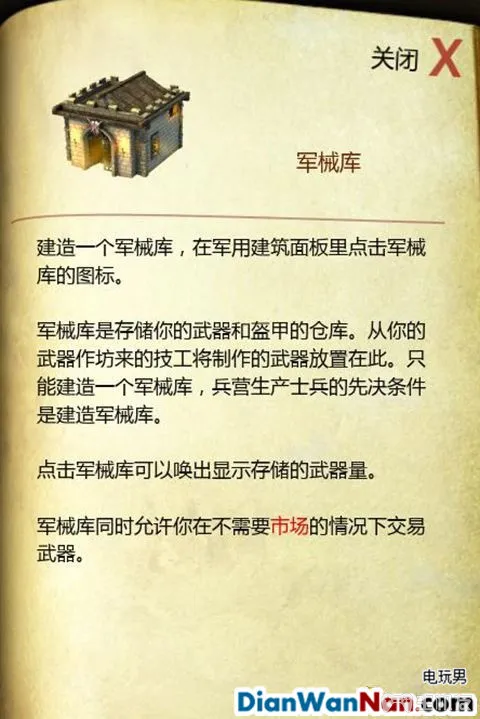 关闭 X
军械库
建造一个军械库，在军用建筑面板里点击军械
库的图标。
军械库是存储你的武器和盔甲的仓库。从你的
武器作坊来的技工将制作的武器放置在此。只
能建造一个军械库，兵营生产士兵的先决条件
是建造军械库。
点击军械库可以唤出显示存储的武器量。
军械库同时允许你在不需要市场的情况下交易
武器。
电玩男
DianWanNan.com